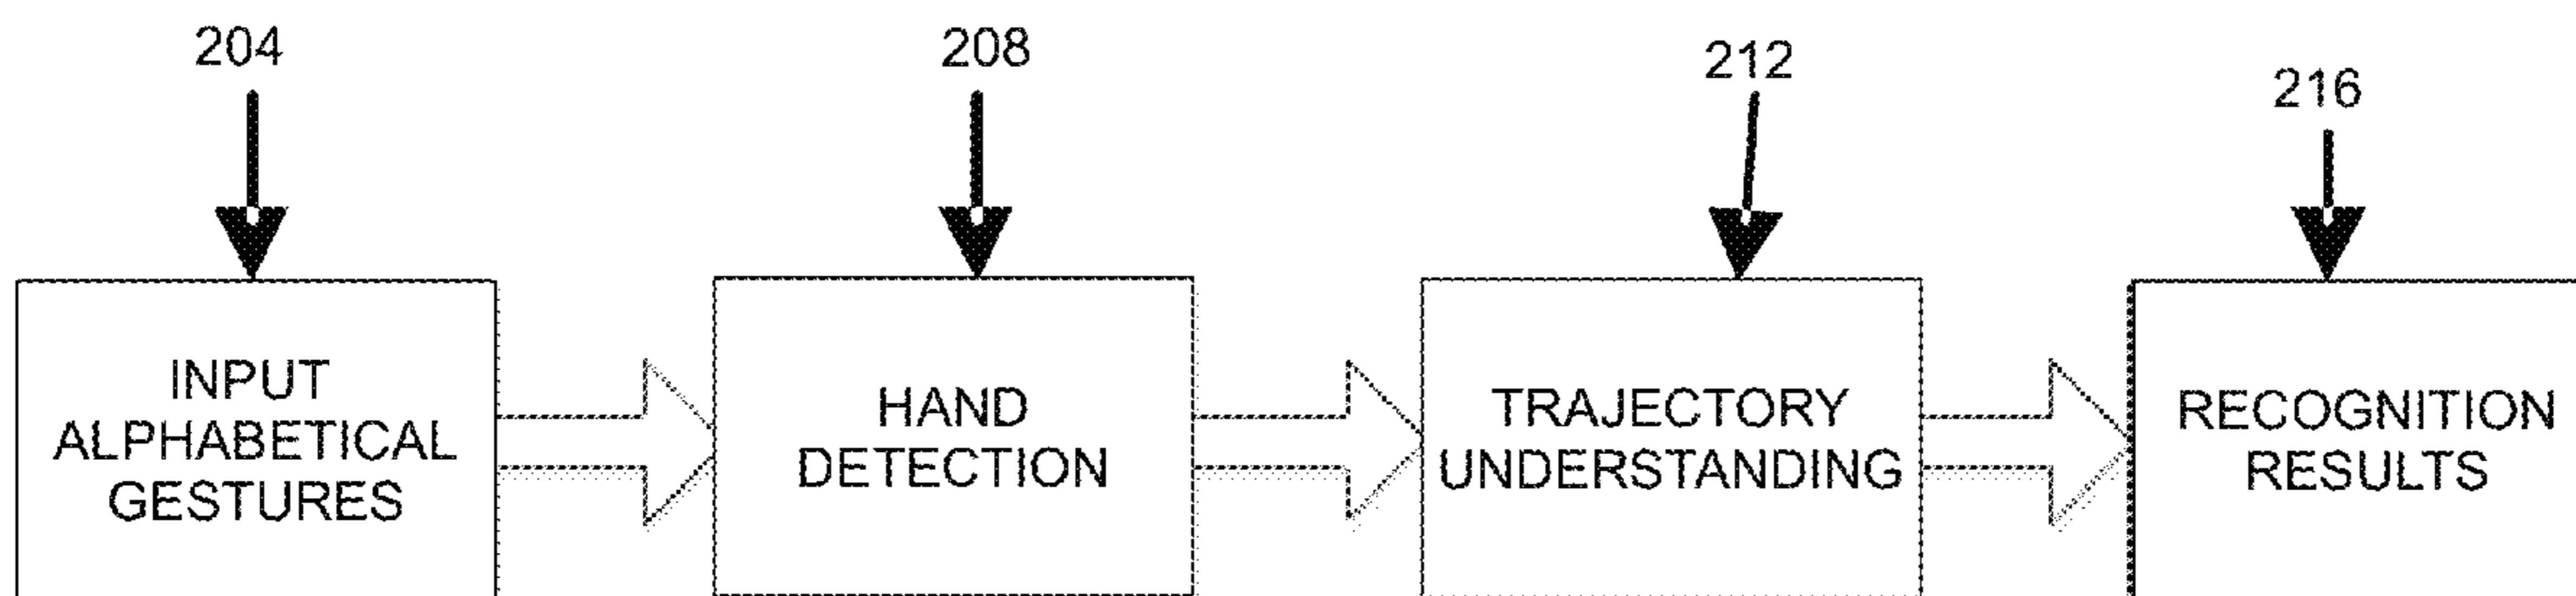 204
208
212
216
INPUT
ALPHABETICAL
GESTURES
HAND
DETECTION
TRAJECTORY
UNDERSTANDING
RECOGNITION
RESULTS